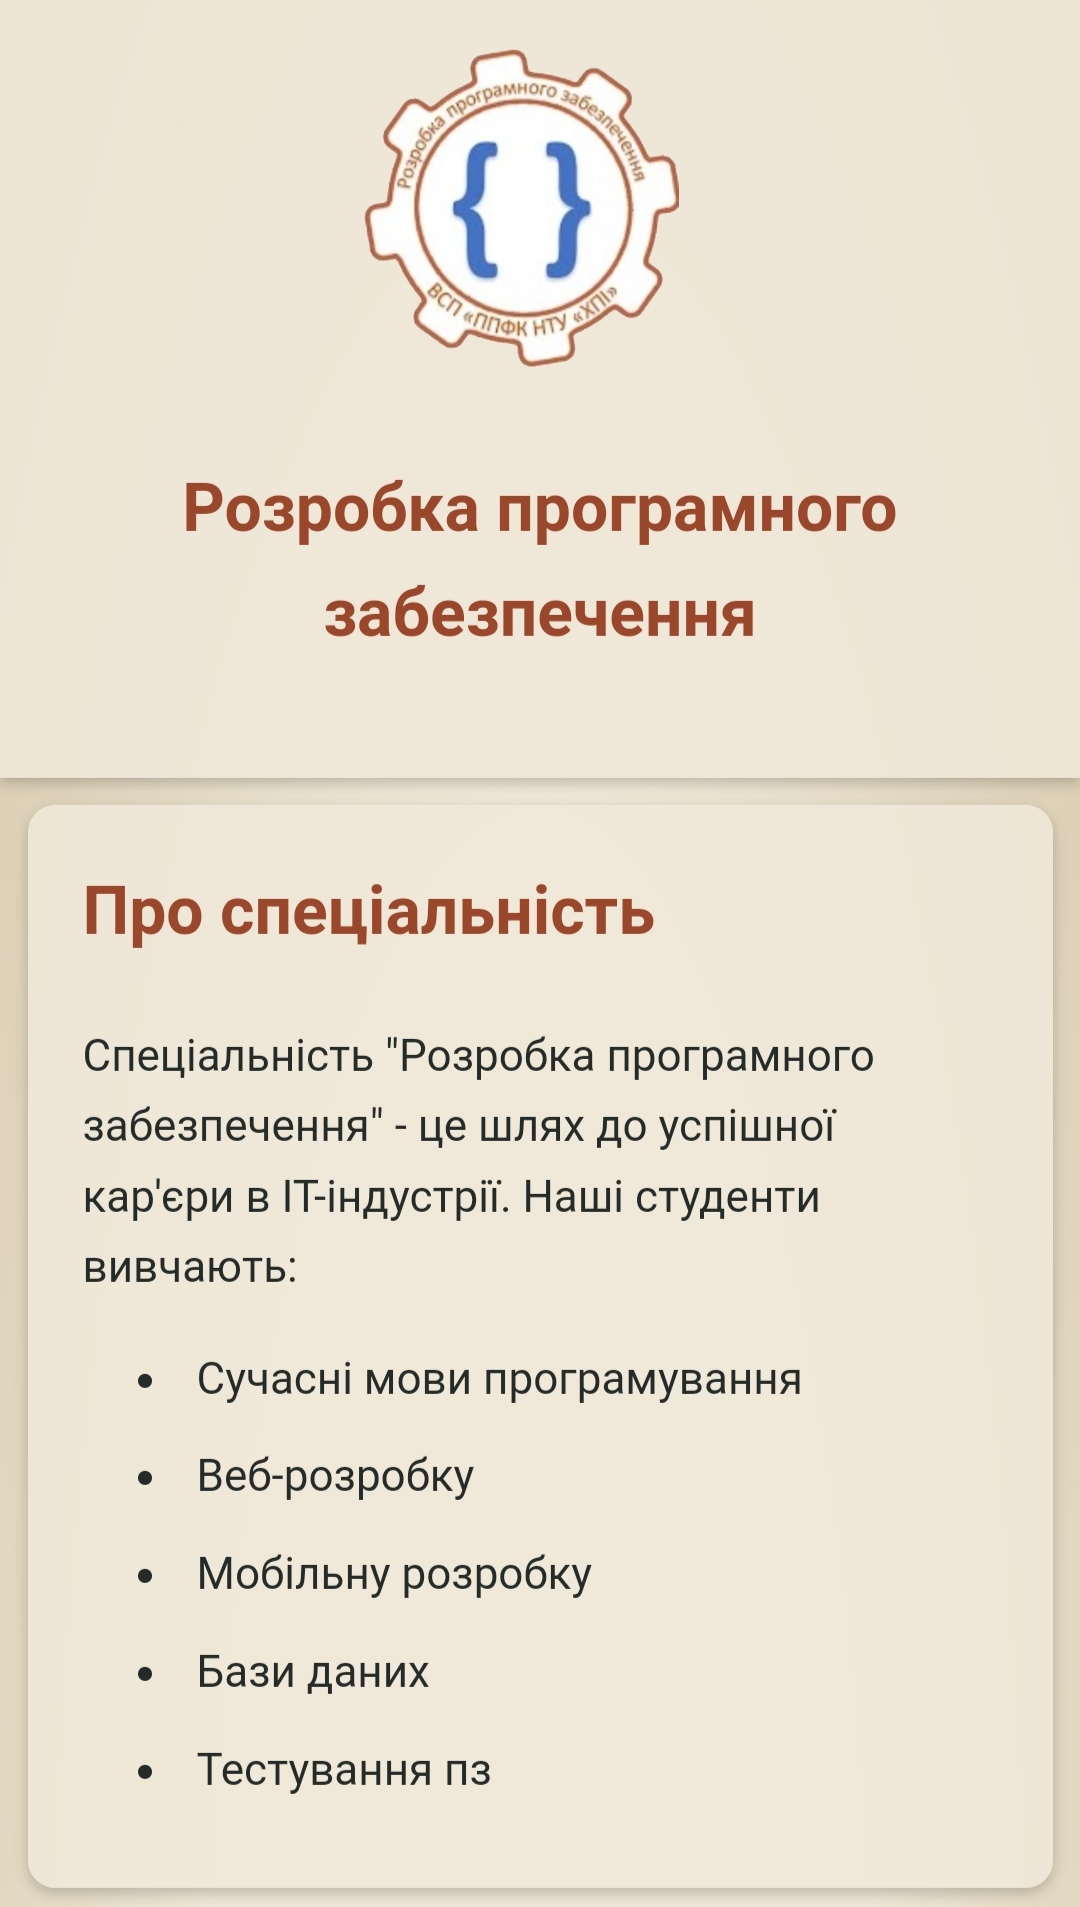 Розробка програмного забезпечення
{ }
ВСП «ППФК НТУ «ХПІ»
Розробка програмного
забезпечення
Про спеціальність
Спеціальність "Розробка програмного
забезпечення" - це шлях до успішної
кар'єри в ІТ-індустрії. Наші студенти
вивчають:
• Сучасні мови програмування
• Веб-розробку
• Мобільну розробку
• Бази даних
• Тестування пз